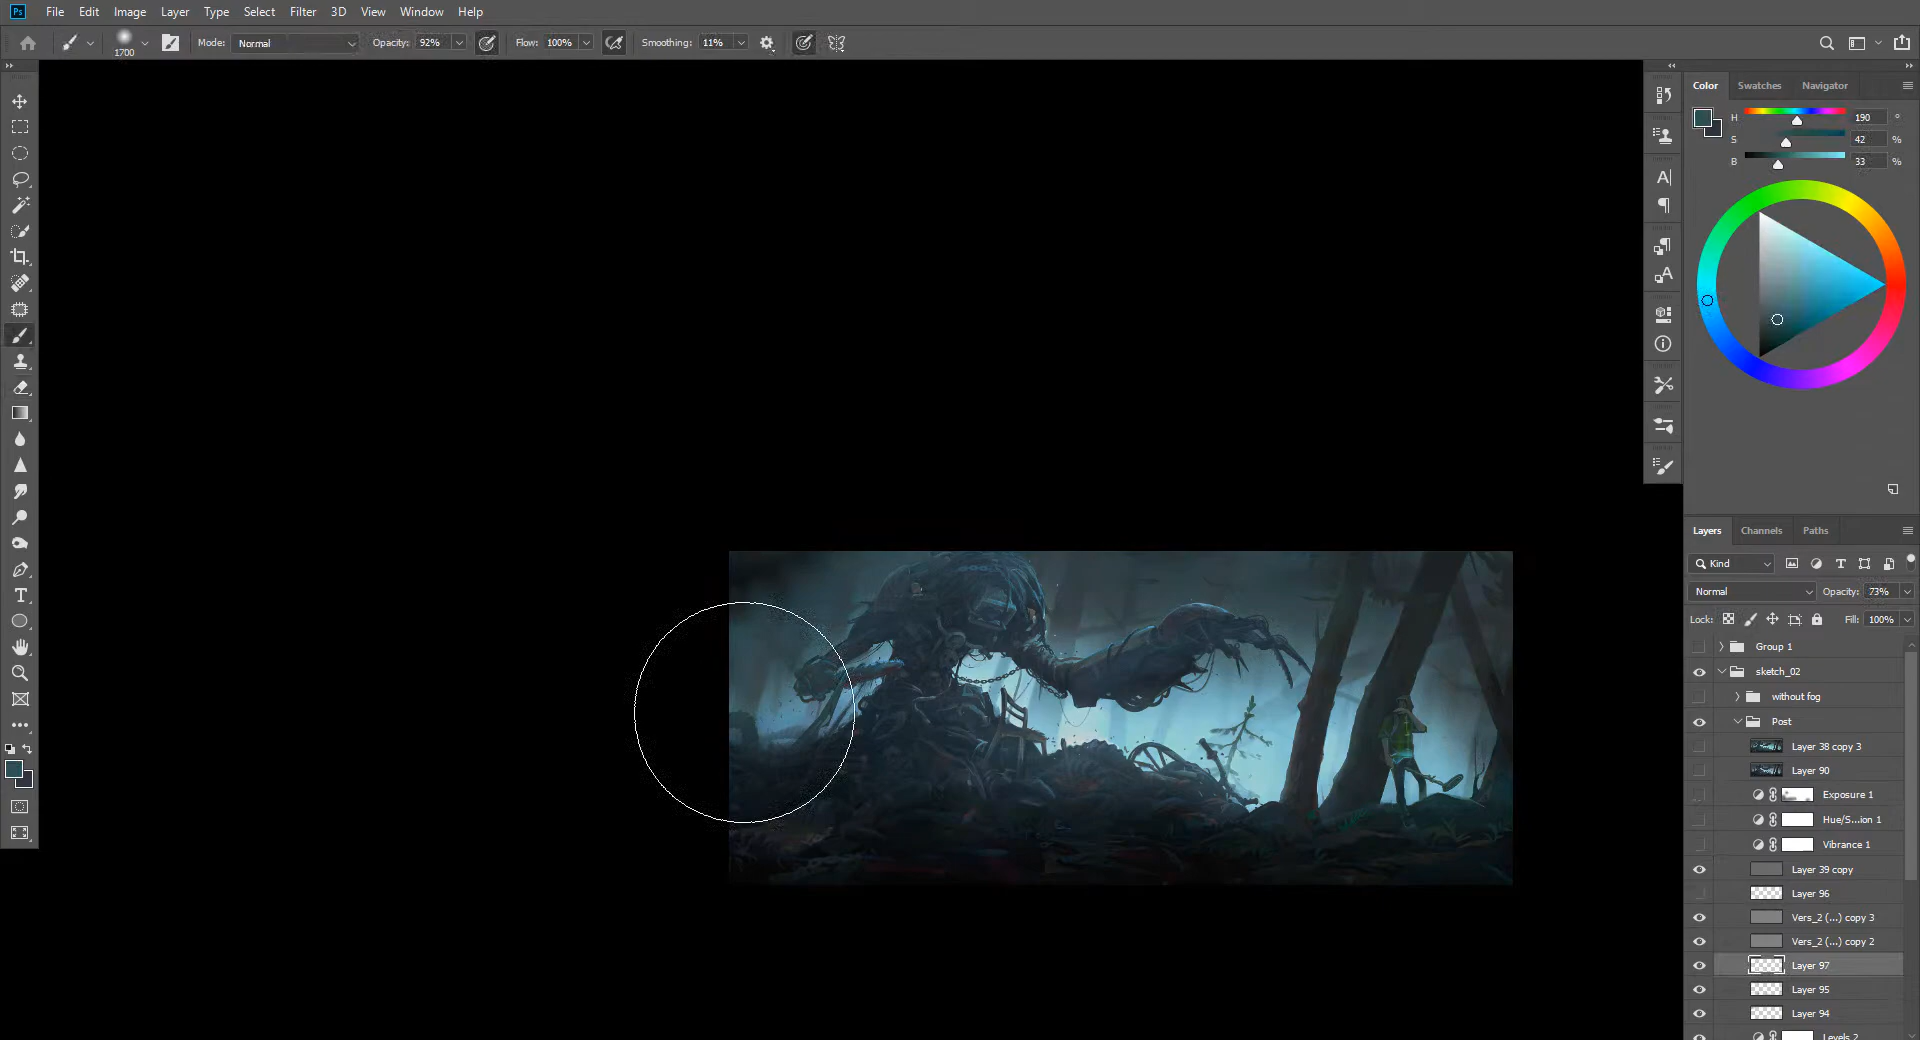 Ps File Edit Image Layer Type Select Filter 3D View Window Help
1700 Mode: Normal Opacity: 92% Flow: 100% Smoothing: 11%
Color Swatches Navigator
H 190 °
S 42 %
B 33 %
Layers Channels Paths
Kind
Normal Opacity: 73%
Lock: Fill: 100%
Group 1
sketch_02
without fog
Post
Layer 38 copy 3
Layer 90
Exposure 1
Hue/S...ion 1
Vibrance 1
Layer 39 copy
Layer 96
Vers_2 (...) copy 3
Vers_2 (...) copy 2
Layer 97
Layer 95
Layer 94
Levels 2